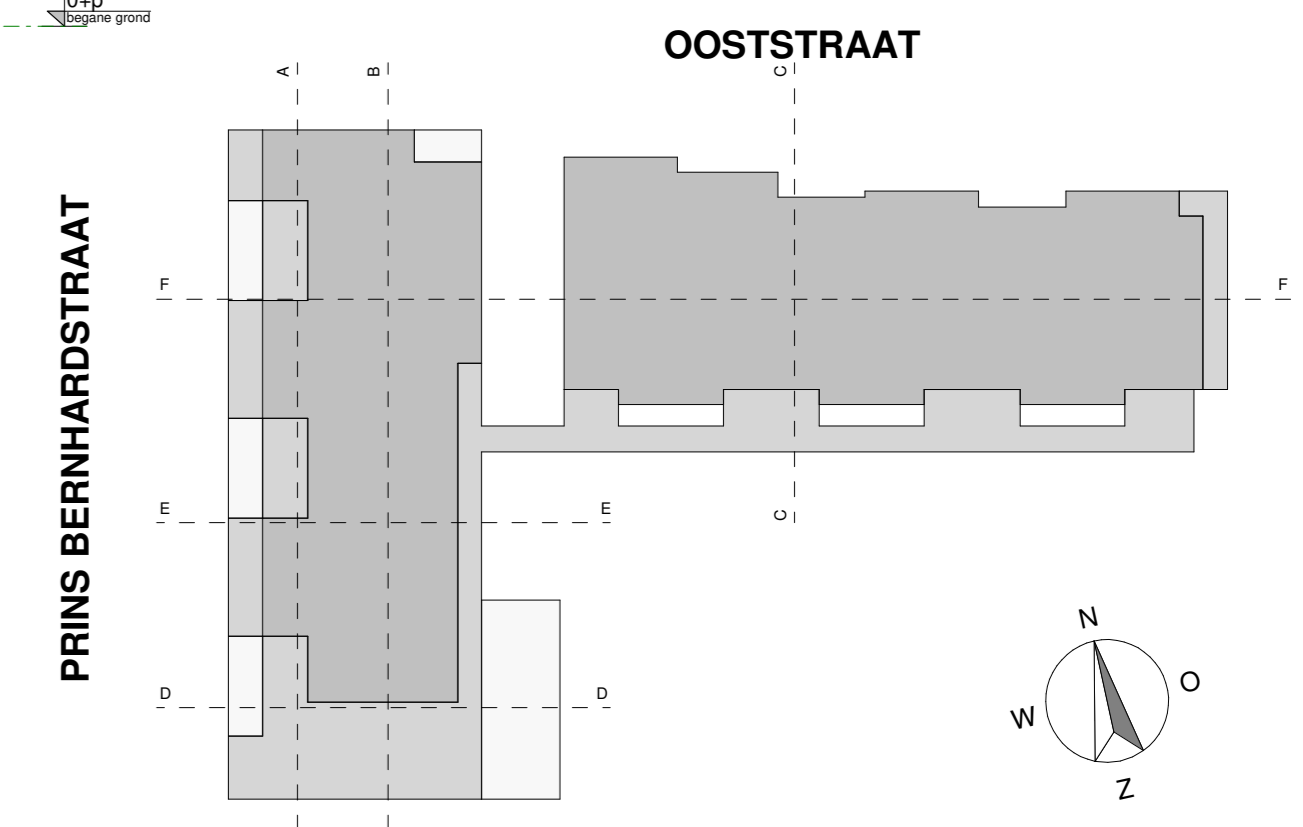 0+p
begane grond
OOSTSTRAAT
A
B
C
PRINS BERNHARDSTRAAT
F
F
E
E
C
D
D
N
O
W
Z